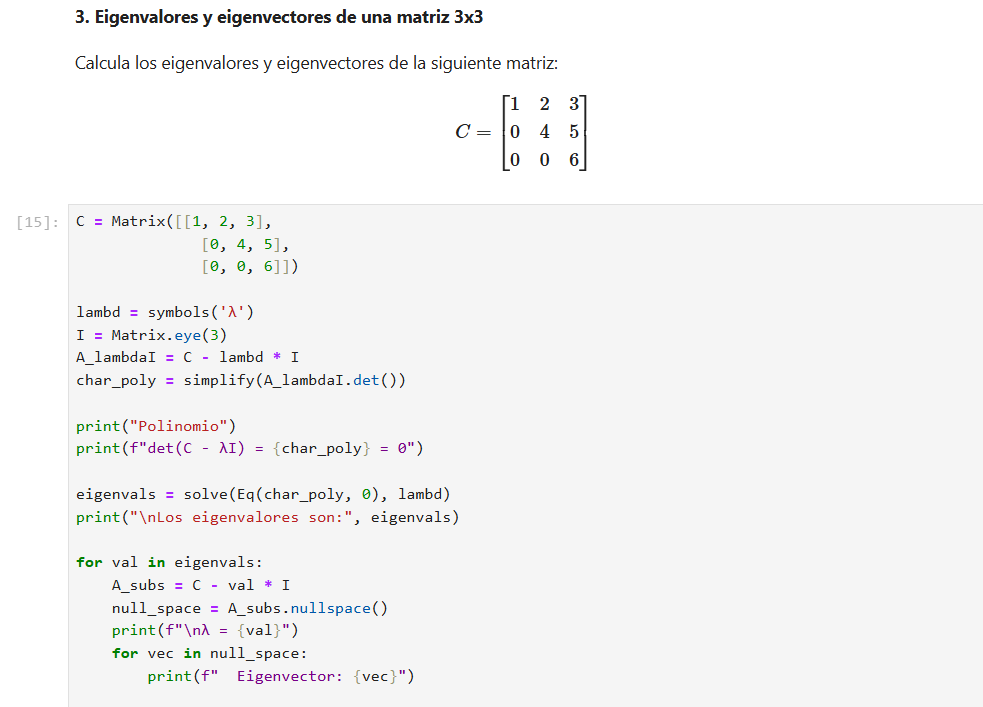 3. Eigenvalores y eigenvectores de una matriz 3x3
Calcula los eigenvalores y eigenvectores de la siguiente matriz:
C = [1 2 3
0 4 5
0 0 6]
[15]:
C = Matrix([[1, 2, 3],
              [0, 4, 5],
              [0, 0, 6]])
lambd = symbols('λ')
I = Matrix.eye(3)
A_lambdaI = C - lambd * I
char_poly = simplify(A_lambdaI.det())
print("Polinomio")
print(f"det(C - λI) = {char_poly} = 0")
eigenvals = solve(Eq(char_poly, 0), lambd)
print("\nLos eigenvalores son:", eigenvals)
for val in eigenvals:
    A_subs = C - val * I
    null_space = A_subs.nullspace()
    print(f"\nλ = {val}")
    for vec in null_space:
        print(f"  Eigenvector: {vec}")